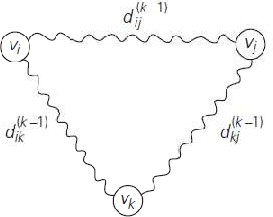 d_{ij}^{(k 1)}
v_i v_j
d_{ik}^{(k-1)} d_{kj}^{(k-1)}
v_k